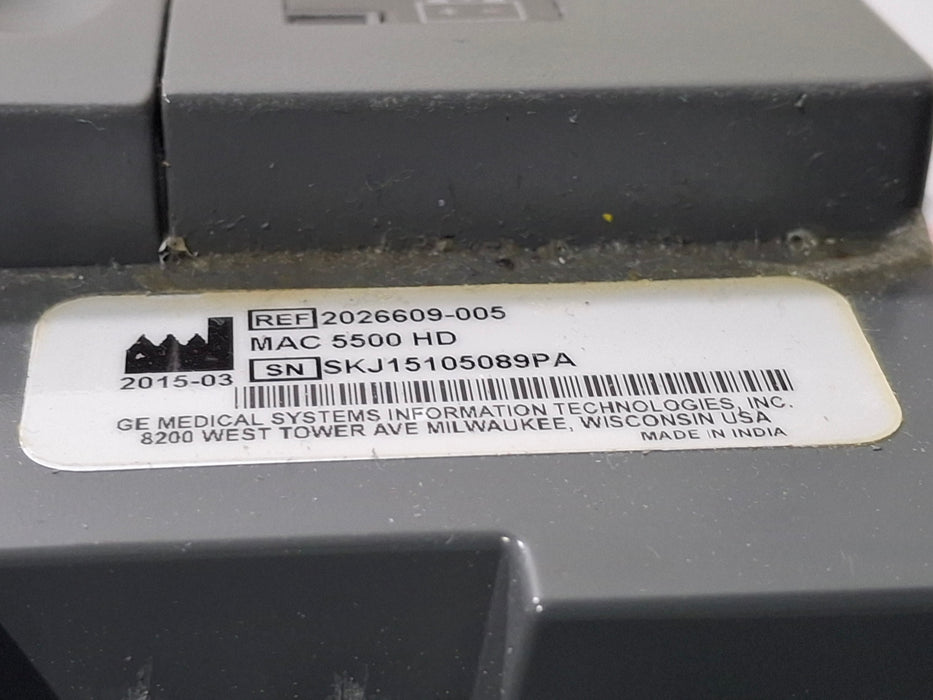 REF 2026609-005
MAC 5500 HD
SN SKJ15105089PA
2015-03
GE MEDICAL SYSTEMS INFORMATION TECHNOLOGIES, INC.
8200 WEST TOWER AVE MILWAUKEE, WISCONSIN USA
MADE IN INDIA